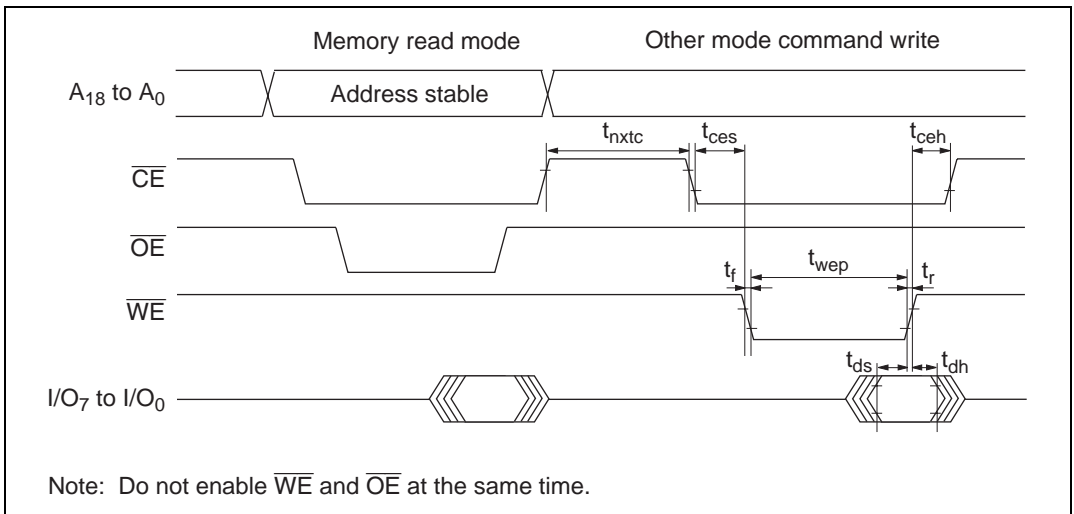 Memory read mode Other mode command write
A18 to A0 Address stable
tnxtc tces tceh
CE
OE
tf twep tr
WE
tds tdh
I/O7 to I/O0
Note: Do not enable WE and OE at the same time.